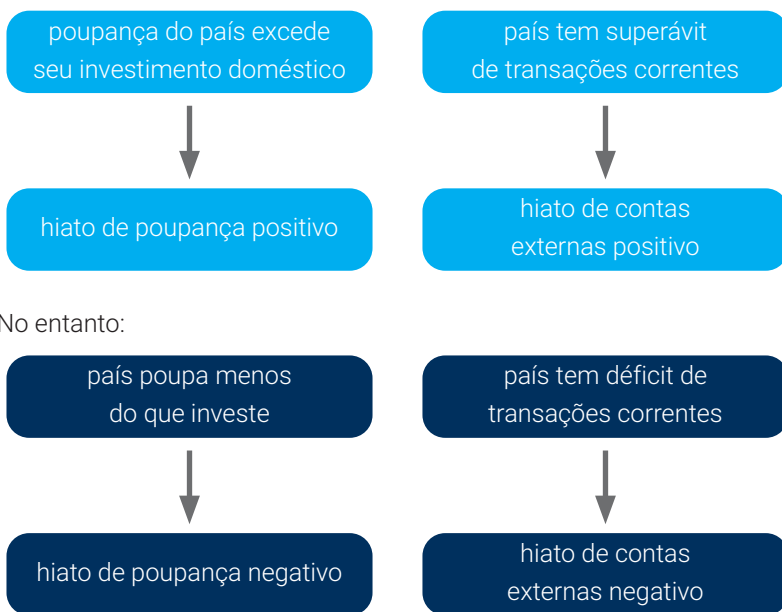 poupança do país excede
seu investimento doméstico
país tem superávit
de transações correntes
hiato de poupança positivo
hiato de contas
externas positivo
No entanto:
país poupa menos
do que investe
país tem déficit de
transações correntes
hiato de poupança negativo
hiato de contas
externas negativo